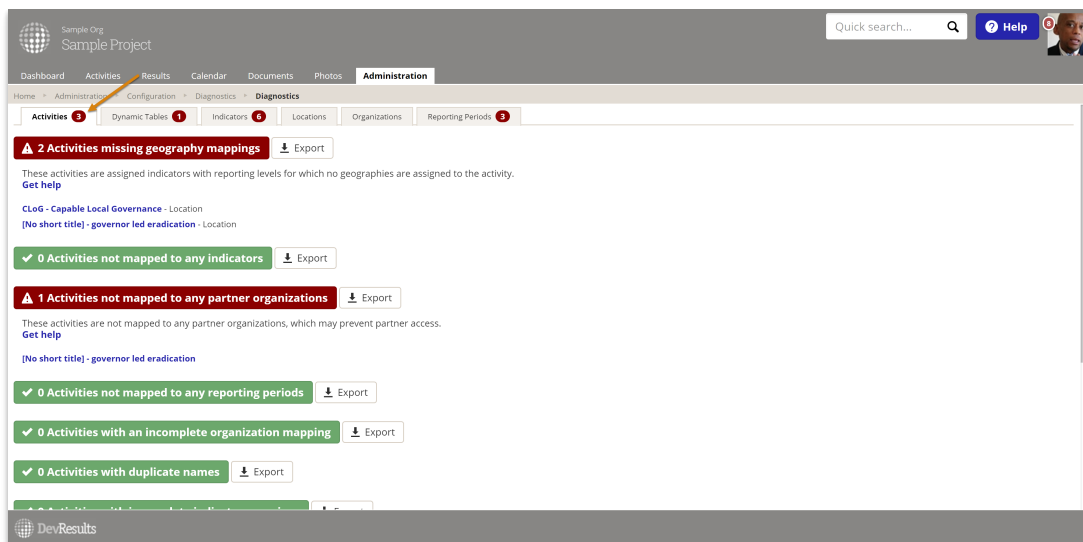 Sample Org
Sample Project
Quick search...
Help
8
Dashboard Activities Results Calendar Documents Photos Administration
Home Administration Configuration Diagnostics Diagnostics
Activities 3 Dynamic Tables 1 Indicators 6 Locations Organizations Reporting Periods 3
2 Activities missing geography mappings Export
These activities are assigned indicators with reporting levels for which no geographies are assigned to the activity.
Get help
CLoG - Capable Local Governance - Location
[No short title] - governor led eradication - Location
0 Activities not mapped to any indicators Export
1 Activities not mapped to any partner organizations Export
These activities are not mapped to any partner organizations, which may prevent partner access.
Get help
[No short title] - governor led eradication
0 Activities not mapped to any reporting periods Export
0 Activities with an incomplete organization mapping Export
0 Activities with duplicate names Export
DevResults